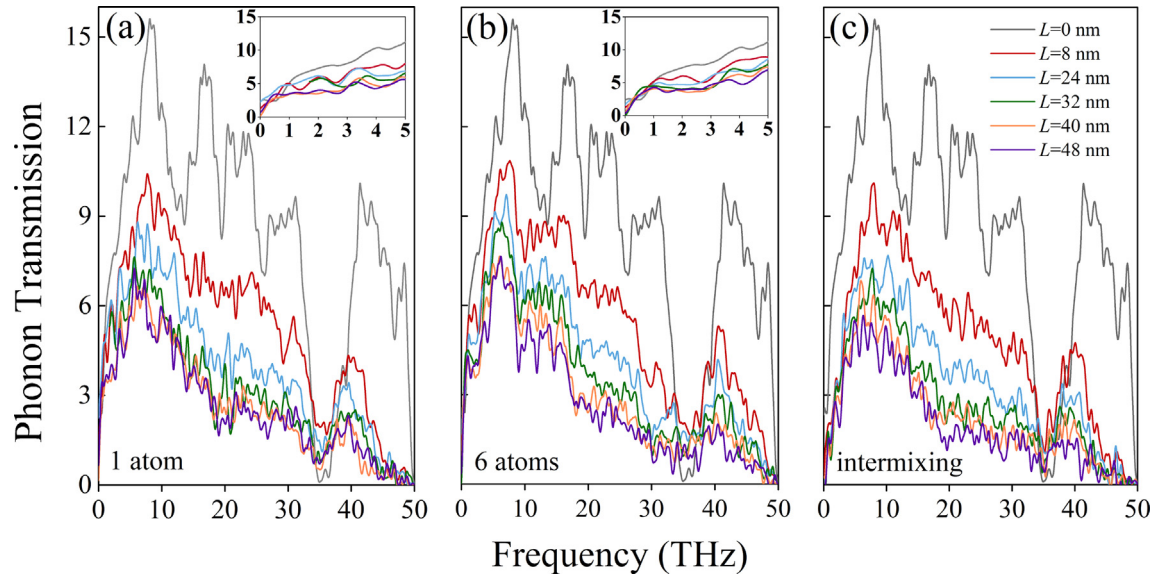 Phonon Transmission
15
12
9
6
3
0
(a)
15
10
5
0
0 1 2 3 4 5
1 atom
0 10 20 30 40 50
(b)
15
10
5
0
0 1 2 3 4 5
6 atoms
0 10 20 30 40 50
(c)
L=0 nm
L=8 nm
L=24 nm
L=32 nm
L=40 nm
L=48 nm
intermixing
0 10 20 30 40 50
Frequency (THz)